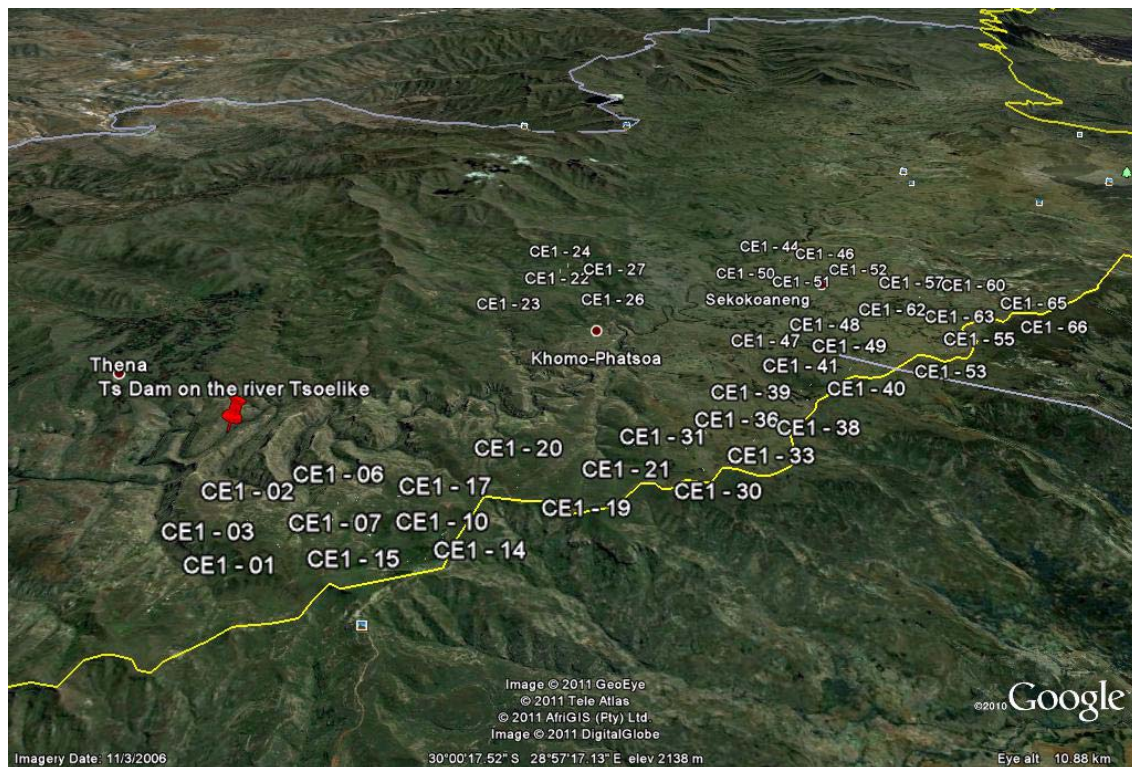 CE1 - 24
CE1 - 27
CE1 - 22
CE1 - 23
CE1 - 26
CE1 - 44
CE1 - 46
CE1 - 50
CE1 - 51
CE1 - 52
CE1 - 57
CE1 - 60
Sekokoaneng
CE1 - 62
CE1 - 63
CE1 - 65
CE1 - 66
CE1 - 48
CE1 - 47
CE1 - 49
CE1 - 55
Khomo-Phatsoa
CE1 - 41
CE1 - 53
Thena
Ts Dam on the river Tsoelike
CE1 - 39
CE1 - 40
CE1 - 36
CE1 - 38
CE1 - 31
CE1 - 33
CE1 - 20
CE1 - 21
CE1 - 30
CE1 - 06
CE1 - 02
CE1 - 17
CE1 - 19
CE1 - 03
CE1 - 07
CE1 - 10
CE1 - 01
CE1 - 15
CE1 - 14
Image © 2011 GeoEye
© 2011 Tele Atlas
© 2011 AfriGIS (Pty) Ltd.
Image © 2011 DigitalGlobe
©2010 Google
Imagery Date: 11/3/2006
30°00'17.52" S 28°57'17.13" E elev 2138 m
Eye alt 10.88 km